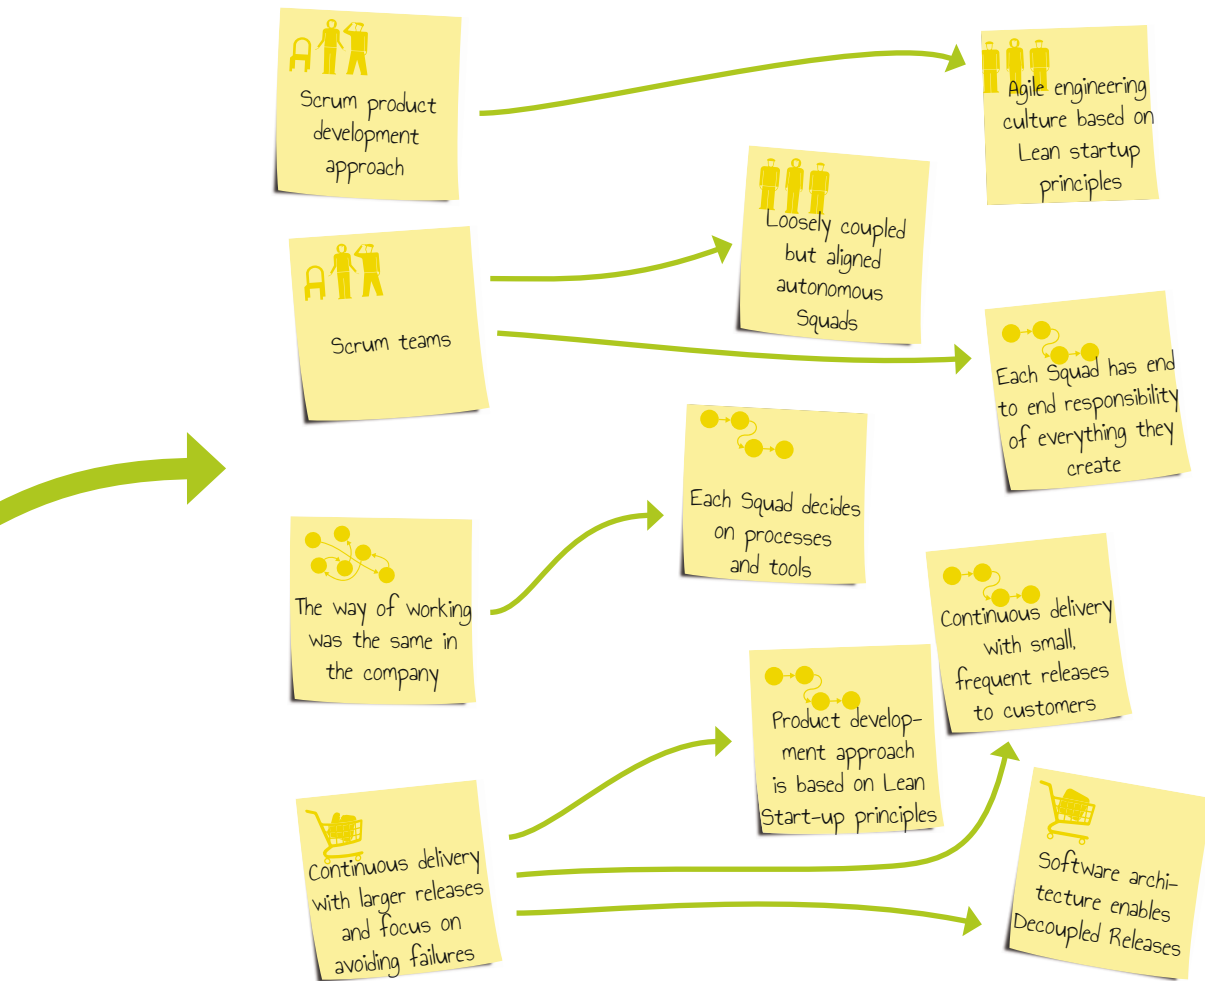 Scrum product
development
approach
Agile engineering
culture based on
Lean startup
principles
Loosely coupled
but aligned
autonomous
Squads
Scrum teams
Each Squad has end
to end responsibility
of everything they
create
Each Squad decides
on processes
and tools
The way of working
was the same in
the company
Continuous delivery
with small,
frequent releases
to customers
Product develop-
ment approach
is based on Lean
Start-up principles
Continuous delivery
with larger releases
and focus on
avoiding failures
Software archi-
tecture enables
Decoupled Releases